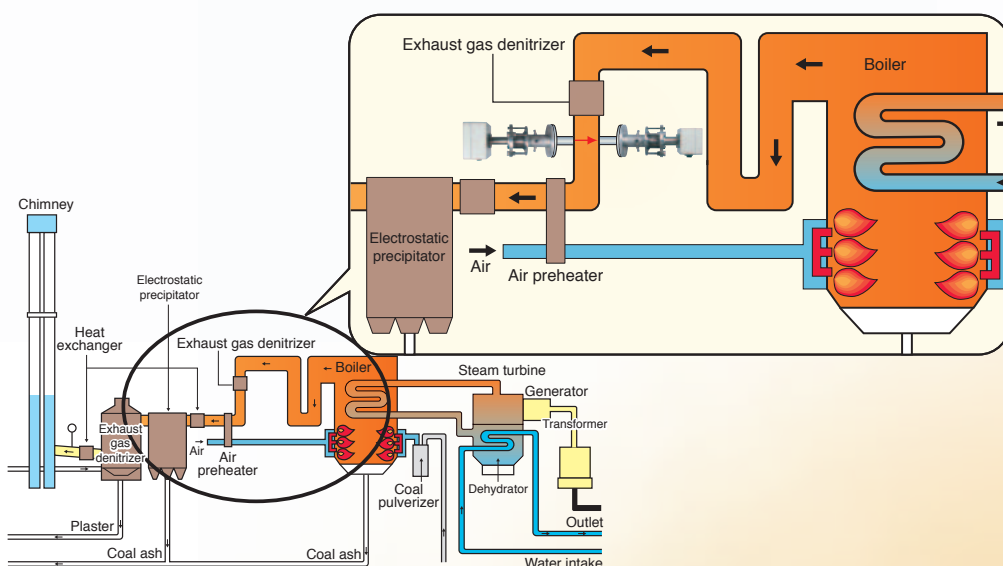 Exhaust gas denitrizer
Boiler
Electrostatic
precipitator
Air
Air preheater
Chimney
Electrostatic
precipitator
Heat
exchanger
Exhaust gas denitrizer
Boiler
Steam turbine
Generator
Transformer
Exhaust
gas
denitrizer
Air
Air
preheater
Coal
pulverizer
Dehydrator
Plaster
Outlet
Coal ash
Coal ash
Water intake